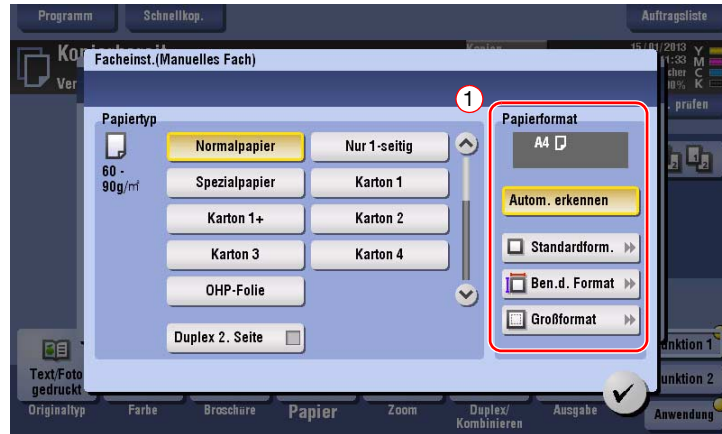 Programm
Schnellkop.
Auftragsliste
15/01/2013
Y
M
C
K
Ver
Facheinst.(Manuelles Fach)
1
Papiertyp
60 -
90g/㎡
Normalpapier
Nur 1-seitig
Spezialpapier
Karton 1
Karton 1+
Karton 2
Karton 3
Karton 4
OHP-Folie
Duplex 2. Seite
Papierformat
A4
Autom. erkennen
Standardform.
Ben.d. Format
Großformat
. prüfen
Text/Foto
gedruckt
unktion 1
unktion 2
Originaltyp
Farbe
Broschüre
Papier
Zoom
Duplex/
Kombinieren
Ausgabe
Anwendung